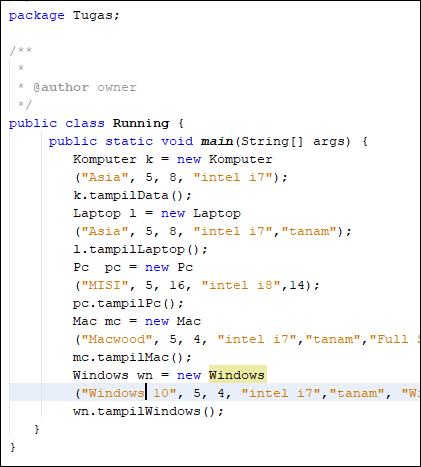 package Tugas;
/**
*
* @author owner
*/
public class Running {
public static void main(String[] args) {
Komputer k = new Komputer
("Asia", 5, 8, "intel i7");
k.tampilData();
Laptop l = new Laptop
("Asia", 5, 8, "intel i7","tanam");
l.tampilLaptop();
Pc  pc = new Pc
("MISI", 5, 16, "intel i8",14);
pc.tampilPc();
Mac mc = new Mac
("Macwood", 5, 4, "intel i7","tanam","Full
mc.tampilMac();
Windows wn = new Windows
("Windows 10", 5, 4, "intel i7","tanam",
wn.tampilWindows();
}
}